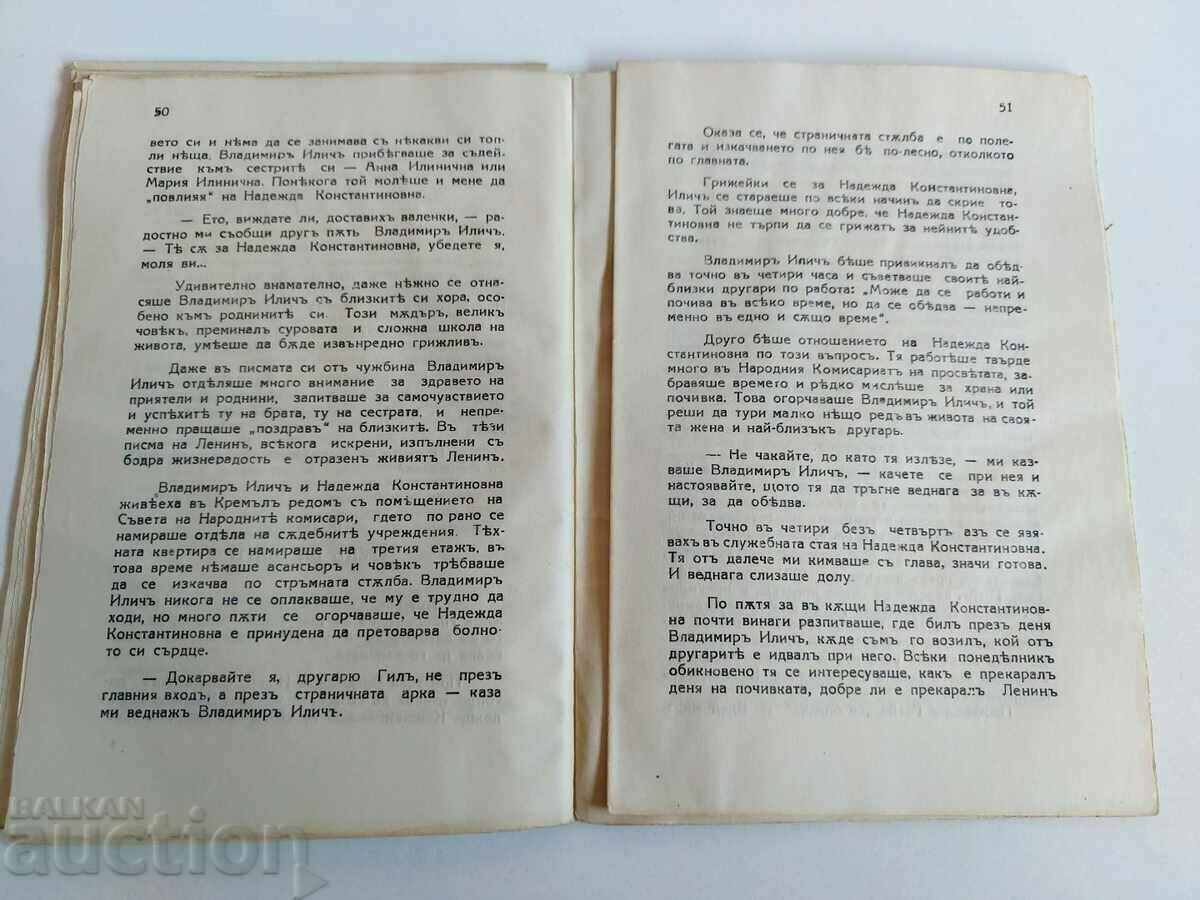 50
вето си и нѣма да се занимава съ нѣкакви си топ-
ли нѣща. Владимиръ Иличъ прибѣгваше за съдей-
ствие къмъ сестритѣ си — Анна Илинична или
Мария Илинична. Понѣкога той молѣше и мене да
„повлияя“ на Надежда Константиновна.
— Ето, виждате ли, доставихъ валенки, — ра-
достно ми съобщи другъ пѫть Владимиръ Иличъ.
— Тѣ сѫ за Надежда Константиновна, убедете я,
моля ви...
Удивително внамателно, даже нѣжно се отна-
сяше Владимиръ Иличъ съ близкитѣ си хора, осо-
бено къмъ роднинитѣ си. Този мѫдъръ, великъ
човѣкъ, преминалъ суровата и сложна школа на
живота, умѣеше да бѫде извънредно грижливъ.
Даже въ писмата си отъ чужбина Владимиръ
Иличъ отдѣляше много внимание за здравето на
приятели и роднини, запитваше за самочувствието
и успѣхитѣ ту на брата, ту на сестрата, и непре-
менно пращаше „поздравъ“ на близкитѣ. Въ тѣзи
писма на Ленинъ, всѣкога искрени, изпълнени съ
бодра жизнерадость е отразенъ живиятъ Ленинъ.
Владимиръ Иличъ и Надежда Константиновна
живѣеха въ Кремълъ редомъ съ помѣщението на
Съвета на Народнитѣ комисари, гдето по рано се
намираше отдѣла на сѫдебнитѣ учреждения. Тѣх-
ната квартира се намираше на третия етажъ, въ
това време нѣмаше асансьоръ и човѣкъ трѣбваше
да се изкачва по стръмната стѫлба. Владимиръ
Иличъ никога не се оплакваше, че му е трудно да
ходи, но много пѫти се огорчаваше, че Надежда
Константиновна е принудена да претоварва болно-
то си сърдце.
— Докарвайте я, другарю Гилъ, не презъ
главния входъ, а презъ страничната арка — каза
ми веднажъ Владимиръ Иличъ.
51
Оказа се, че страничната стѫлба е по поле-
гата и изкачването по нея бѣ по-лесно, отколкото
по главната.
Грижейки се за Надежда Константиновна,
Иличъ се стараеше по всѣки начинъ да скрие то-
ва. Той знаеше много добре, че Надежда Констан-
тиновна не търпи да се грижатъ за нейнитѣ удоб-
ства.
Владимиръ Иличъ бѣше привикналъ да обѣд-
ва точно въ четири часа и съветваше своитѣ най-
близки другари по работа: „Може да се работи и
почива въ всѣко време, но да се обѣдва — непре-
менно въ едно и сѫщо време“.
Друго бѣше отношението на Надежда Кон-
стантиновна по този въпросъ. Тя работѣше твърде
много въ Народния Комисариатъ на просвѣтата, за-
бравяше времето и рѣдко мислѣше за храна или
почивка. Това огорчаваше Владимиръ Иличъ, и той
реши да тури малко нѣщо редъ въ живота на своя-
та жена и най-близъкъ другарь.
— Не чакайте, до като тя излѣзе, — ми каз-
ваше Владимиръ Иличъ, — качете се при нея и
настоявайте, щото тя да тръгне веднага за въ кѫ-
щи, за да обѣдва.
Точно въ четири безъ четвъртъ азъ се явя-
вахъ въ служебната стая на Надежда Константиновна.
Тя отъ далече ми кимваше съ глава, значи готова.
И веднага слизаше долу.
По пѫтя за въ кѫщи Надежда Константинов-
на почти винаги разпитваше, где билъ презъ деня
Владимиръ Иличъ, кѫде съмъ го возилъ, кой отъ
другаритѣ е идвалъ при него. Всѣки понедѣлникъ
обикновено тя се интересуваше, какъ е прекаралъ
деня на почивката, добре ли е прекаралъ Ленинъ
BALKAN
auction